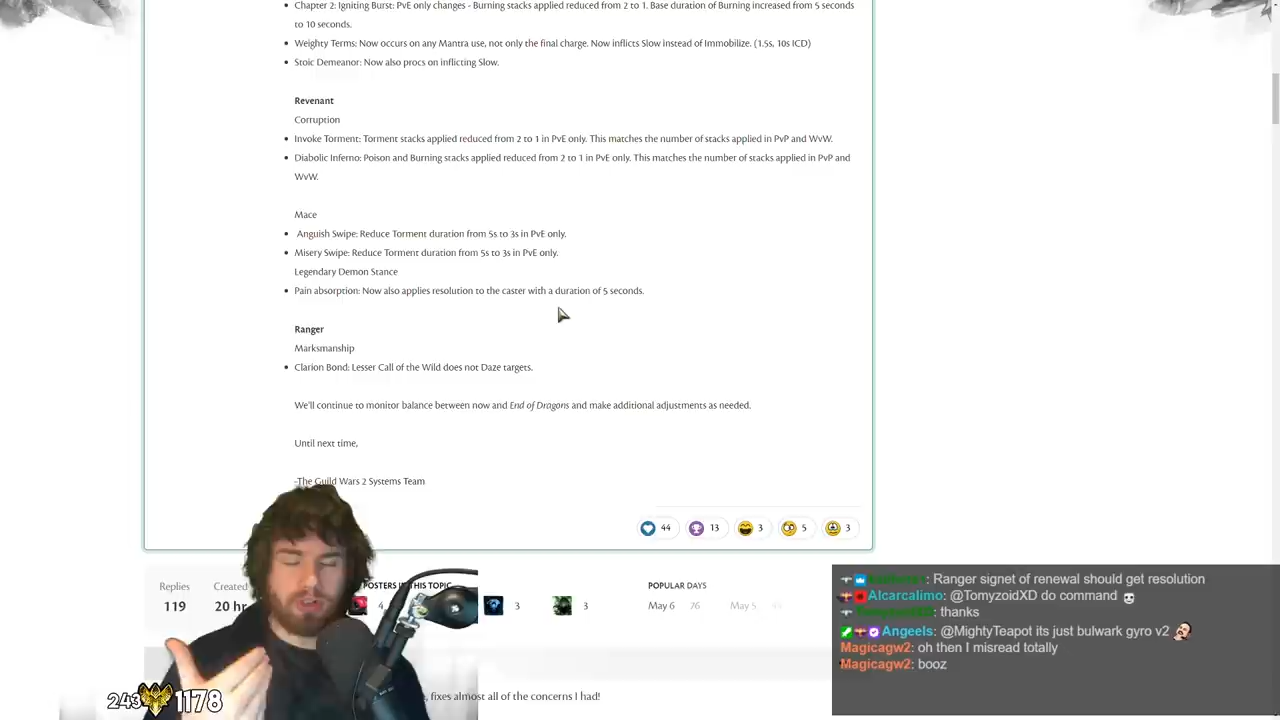 Chapter 2: Igniting Burst: PvE only changes - Burning stacks applied reduced from 2 to 1. Base duration of Burning increased from 5 seconds
to 10 seconds.
Weighty Terms: Now occurs on any Mantra use, not only the final charge. Now inflicts Slow instead of Immobilize. (1.5s, 10s ICD)
Stoic Demeanor: Now also procs on inflicting Slow.
Revenant
Corruption
Invoke Torment: Torment stacks applied reduced from 2 to 1 in PvE only. This matches the number of stacks applied in PvP and WvW.
Diabolic Inferno: Poison and Burning stacks applied reduced from 2 to 1 in PvE only. This matches the number of stacks applied in PvP and
WvW.
Mace
Anguish Swipe: Reduce Torment duration from 5s to 3s in PvE only.
Misery Swipe: Reduce Torment duration from 5s to 3s in PvE only.
Legendary Demon Stance
Pain absorption: Now also applies resolution to the caster with a duration of 5 seconds.
Ranger
Marksmanship
Clarion Bond: Lesser Call of the Wild does not Daze targets.
We'll continue to monitor balance between now and End of Dragons and make additional adjustments as needed.
Until next time,
-The Guild Wars 2 Systems Team
44 13 3 5 3
Replies Created POSTERS IN THIS TOPIC POPULAR DAYS
119 20 hr 4 3 3 May 6 76 May 5 44
fixes almost all of the concerns I had!
243 1178
: Ranger signet of renewal should get resolution
Alcarcalimo: @TomyzoidXD do command
: thanks
Angeels: @MightyTeapot its just bulwark gyro v2
Magicagw2: oh then I misread totally
Magicagw2: booz